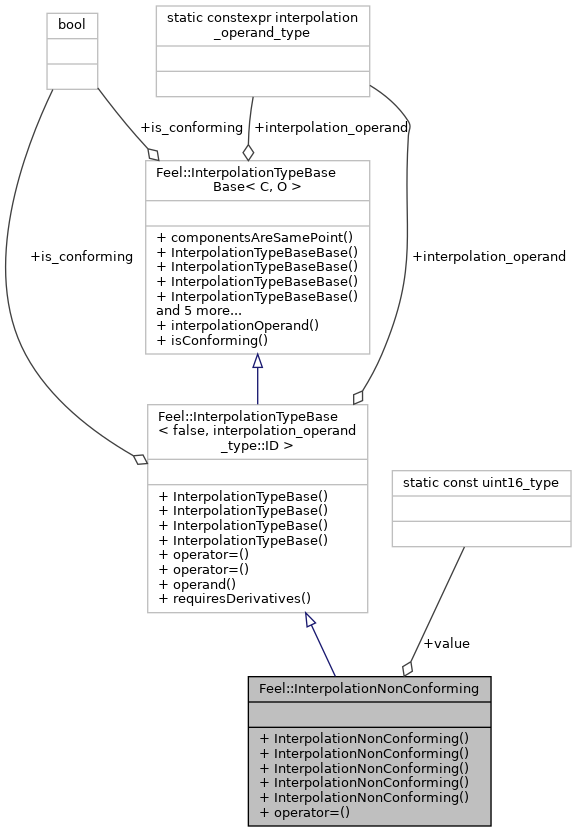 bool
static constexpr interpolation
_operand_type
+is_conforming
+interpolation_operand
Feel::InterpolationTypeBase
Base< C, O >
+ componentsAreSamePoint()
+ InterpolationTypeBaseBase()
+ InterpolationTypeBaseBase()
+ InterpolationTypeBaseBase()
+ InterpolationTypeBaseBase()
and 5 more...
+ interpolationOperand()
+ isConforming()
+is_conforming
+interpolation_operand
Feel::InterpolationTypeBase
< false, interpolation_operand
_type::ID >
+ InterpolationTypeBase()
+ InterpolationTypeBase()
+ InterpolationTypeBase()
+ InterpolationTypeBase()
+ operator=()
+ operator=()
+ operand()
+ requiresDerivatives()
static const uint16_type
+value
Feel::InterpolationNonConforming
+ InterpolationNonConforming()
+ InterpolationNonConforming()
+ InterpolationNonConforming()
+ InterpolationNonConforming()
+ InterpolationNonConforming()
+ operator=()